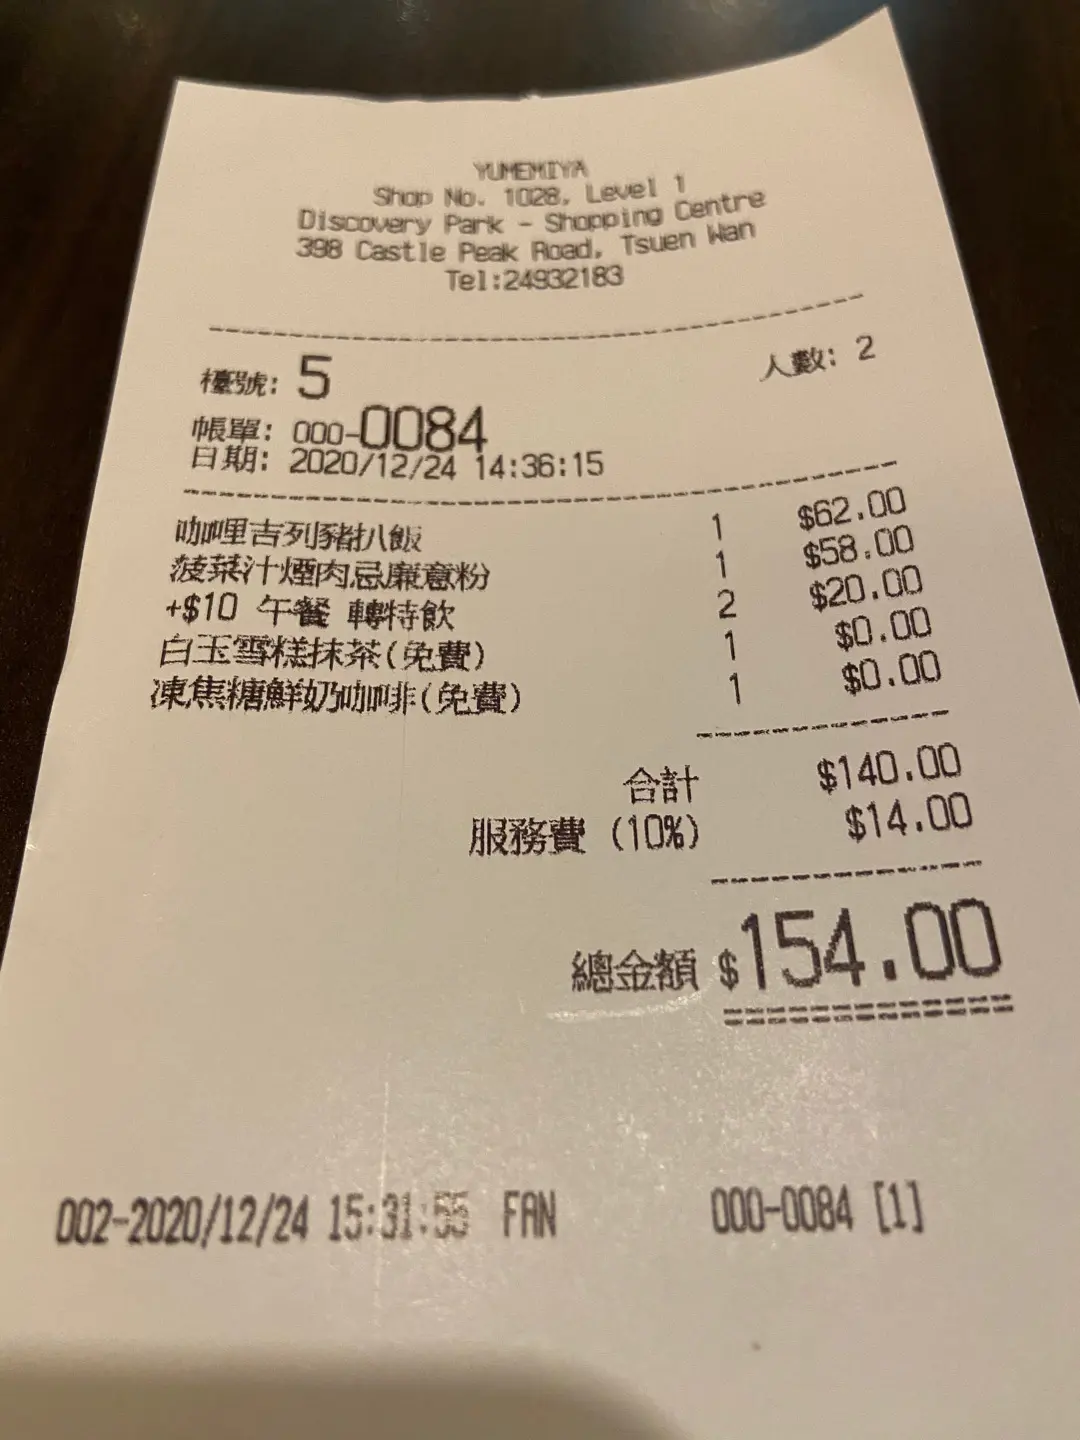 YUMEMIYA
Shop No. 1028, Level 1
Discovery Park - Shopping Centre
398 Castle Peak Road, Tsuen Wan
Tel:24932183
檯號: 5 人數: 2
帳單: 000-0084
日期: 2020/12/24 14:36:15
咖哩吉列豬扒飯 1 $62.00
菠菜汁煙肉忌廉意粉 1 $58.00
+$10 午餐 轉特飲 2 $20.00
白玉雪糕抹茶(免費) 1 $0.00
凍焦糖鮮奶咖啡(免費) 1 $0.00
合計 $140.00
服務費 (10%) $14.00
總金額 $154.00
002-2020/12/24 15:31:55 FAN 000-0084 [1]